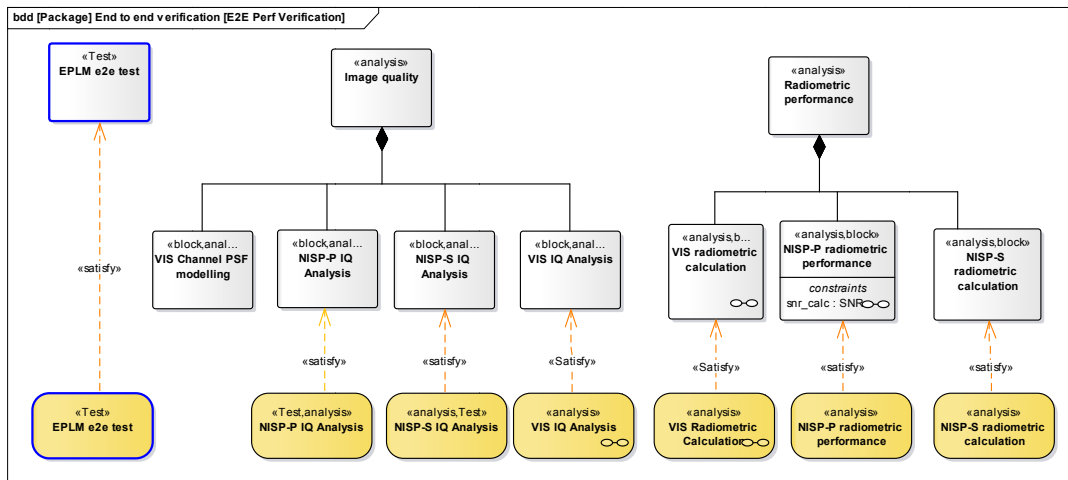 bdd [Package] End to end verification [E2E Perf Verification]
«Test»
EPLM e2e test
«analysis»
Image quality
«analysis»
Radiometric
performance
«block,anal...
VIS Channel PSF
modelling
«block,anal...
NISP-P IQ
Analysis
«block,anal...
NISP-S IQ
Analysis
«block,anal...
VIS IQ Analysis
«analysis,b...
VIS radiometric
calculation
«analysis,block»
NISP-P radiometric
performance
constraints
snr_calc : SNR
«analysis,block»
NISP-S
radiometric
calculation
«satisfy»
«satisfy»
«satisfy»
«Satisfy»
«Satisfy»
«satisfy»
«satisfy»
«Test»
EPLM e2e test
«Test,analysis»
NISP-P IQ Analysis
«analysis,Test»
NISP-S IQ Analysis
«analysis»
VIS IQ Analysis
«analysis»
VIS Radiometric
Calculation
«analysis»
NISP-P radiometric
performance
«analysis»
NISP-S radiometric
calculation